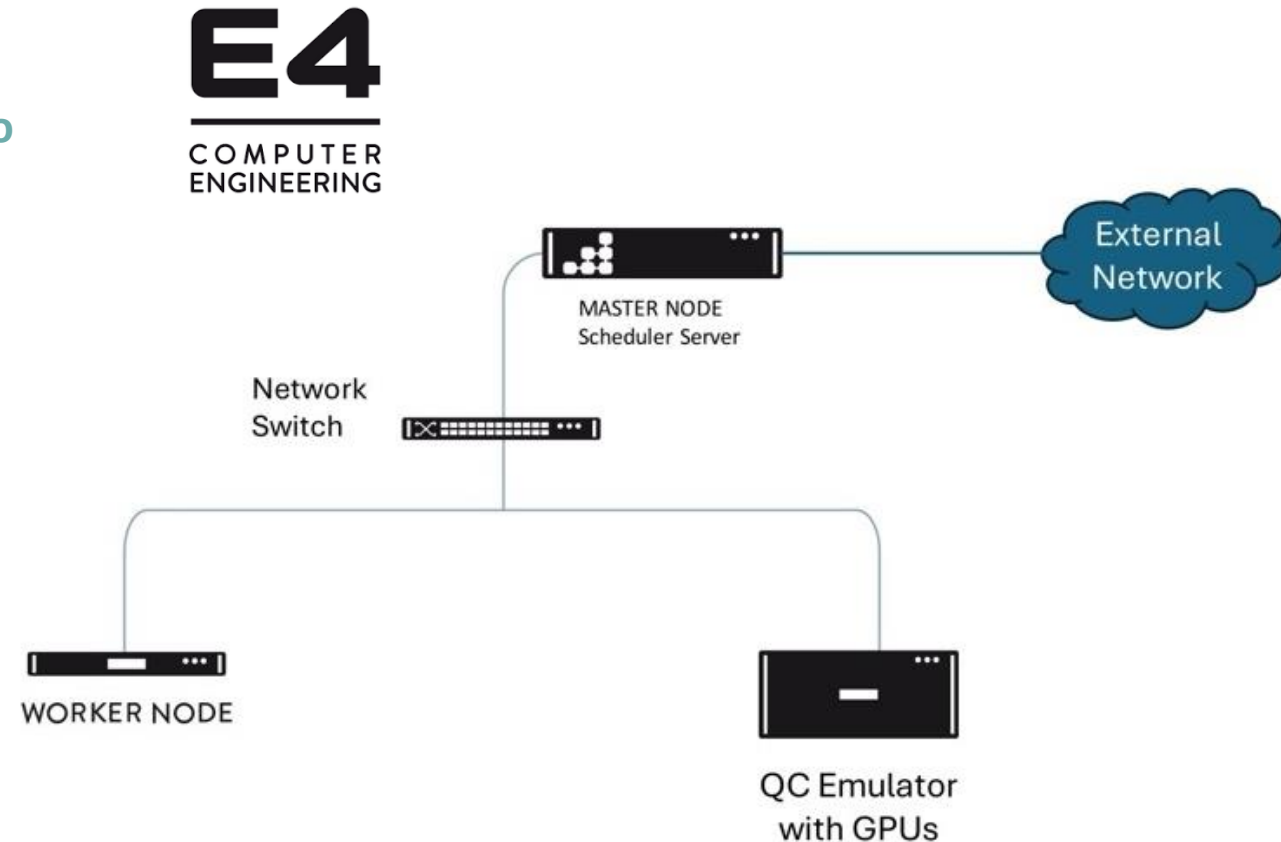 E4
COMPUTER
ENGINEERING
External
Network
MASTER NODE
Scheduler Server
Network
Switch
WORKER NODE
QC Emulator
with GPUs